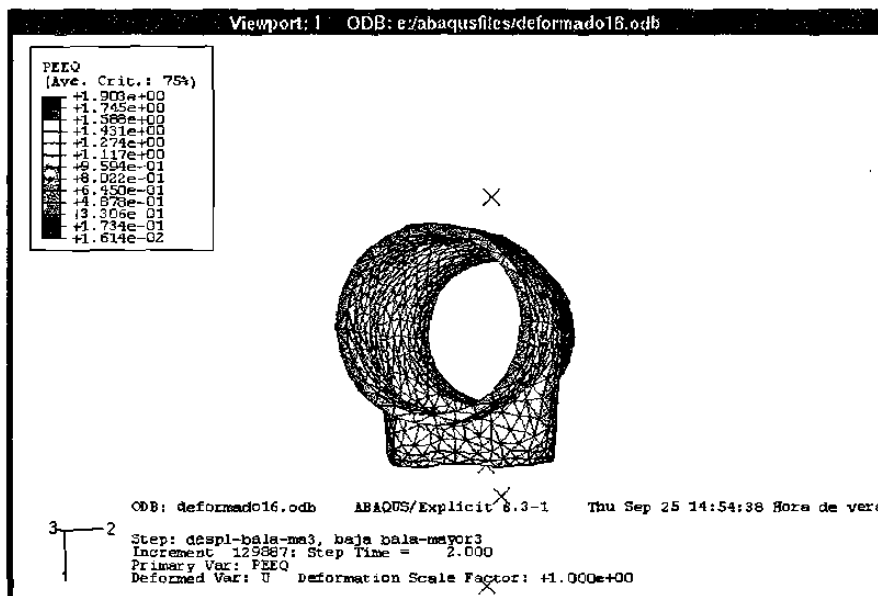 Viewport: 1 ODB: e:/abaqusfiles/deformado16.odb
PEEQ
(Ave. Crit.: 75%)
+1.903e+00
+1.745e+00
+1.588e+00
+1.431e+00
+1.274e+00
+1.117e+00
+9.594e-01
+8.022e-01
+6.450e-01
+4.878e-01
+3.306e-01
+1.734e-01
+1.614e-02
ODB: deformado16.odb ABAQUS/Explicit 6.3-1 Thu Sep 25 14:54:38 Hora de vera
3 2
Step: despl-bala-ma3, baja bala-mayor3
Increment 129887: Step Time = 2.000
Primary Var: PEEQ
Deformed Var: U Deformation Scale Factor: +1.000e+00